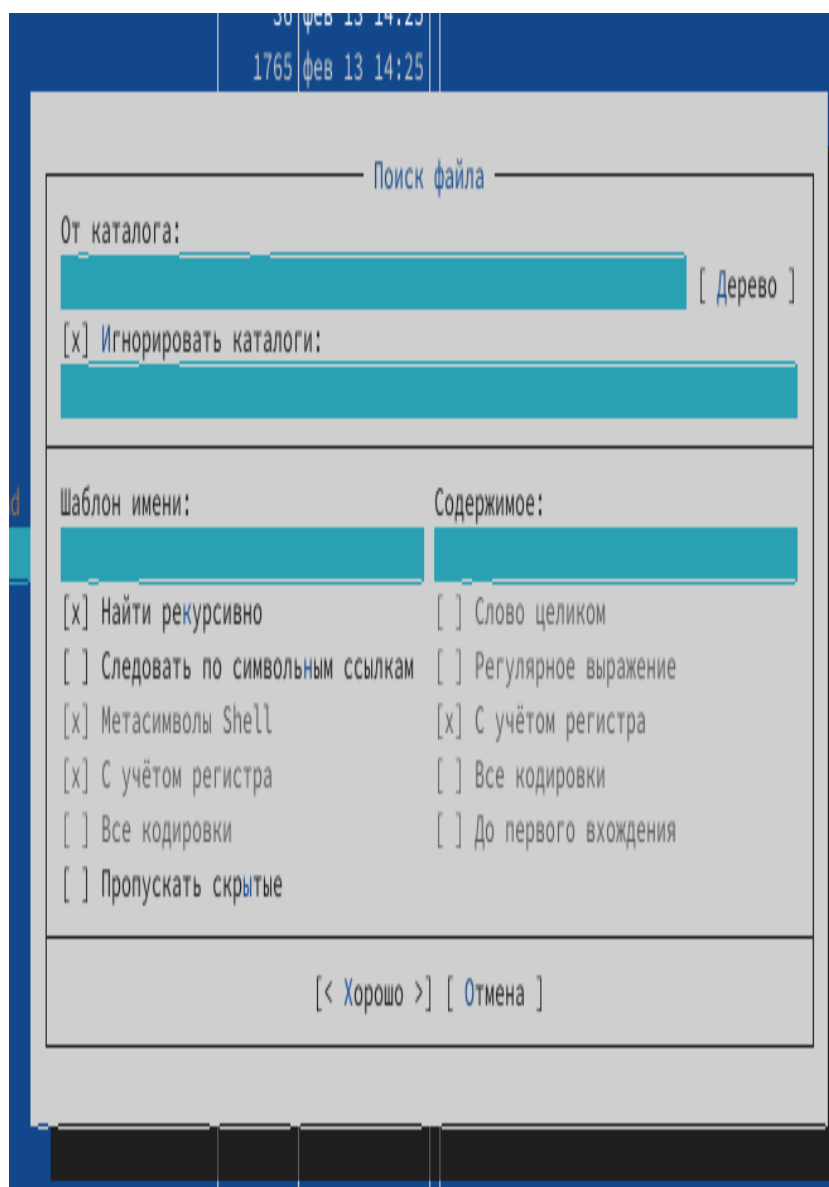 30 фев 13 14:25
1765 фев 13 14:25
Поиск файла
От каталога:
[ Дерево ]
[x] Игнорировать каталоги:
d
Шаблон имени: Содержимое:
[x] Найти рекурсивно [ ] Слово целиком
[ ] Следовать по символьным ссылкам [ ] Регулярное выражение
[x] Метасимволы Shell [x] С учётом регистра
[x] С учётом регистра [ ] Все кодировки
[ ] Все кодировки [ ] До первого вхождения
[ ] Пропускать скрытые
[< Хорошо >] [ Отмена ]